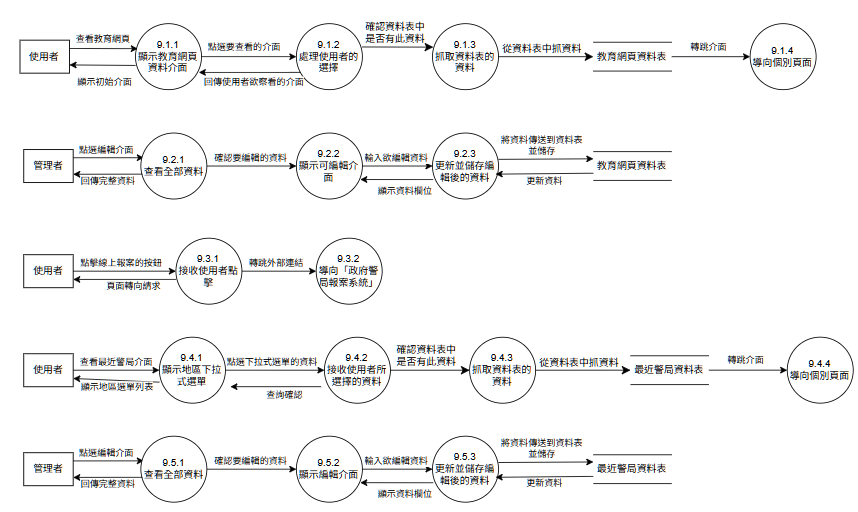 使用者
查看教育網頁
顯示初始介面
9.1.1
顯示教育網頁
資料介面
點選要查看的介面
回傳使用者欲察看的介面
9.1.2
處理使用者的
選擇
確認資料表中
是否有此資料
9.1.3
抓取資料表的
資料
從資料表中抓資料
教育網頁資料表
轉跳介面
9.1.4
導向個別頁面
管理者
點選編輯介面
回傳完整資料
9.2.1
查看全部資料
確認要編輯的資料
9.2.2
顯示可編輯介
面
輸入欲編輯資料
顯示資料欄位
9.2.3
更新並儲存編
輯後的資料
將資料傳送到資料表
並儲存
更新資料
教育網頁資料表
使用者
點擊線上報案的按鈕
頁面轉向請求
9.3.1
接收使用者點
擊
轉跳外部連結
9.3.2
導向「政府警
局報案系統」
使用者
查看最近警局介面
顯示地區選單列表
9.4.1
顯示地區下拉
式選單
點選下拉式選單的資料
查詢確認
9.4.2
接收使用者所
選擇的資料
確認資料表中
是否有此資料
9.4.3
抓取資料表的
資料
從資料表中抓資料
最近警局資料表
轉跳介面
9.4.4
導向個別頁面
管理者
點選編輯介面
回傳完整資料
9.5.1
查看全部資料
確認要編輯的資料
9.5.2
顯示編輯介面
輸入欲編輯資料
顯示資料欄位
9.5.3
更新並儲存編
輯後的資料
將資料傳送到資料表
並儲存
更新資料
最近警局資料表